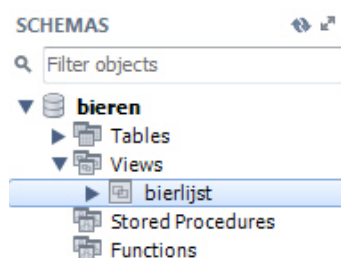 SCHEMAS
Filter objects
bieren
Tables
Views
bierlijst
Stored Procedures
Functions